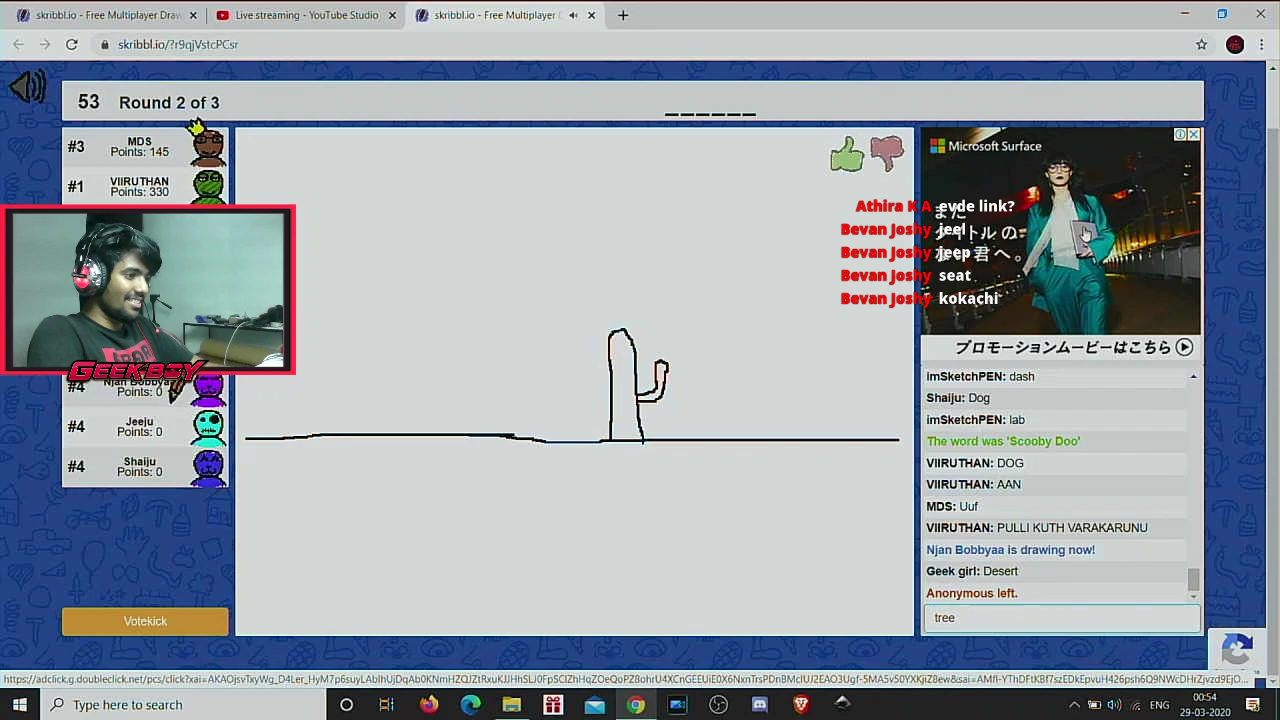 skribbl.io - Free Multiplayer Draw
Live streaming - YouTube Studio
skribbl.io - Free Multiplayer D
skribbl.io/?r9qjVstcPCsr
53 Round 2 of 3
______
#3 MDS
Points: 145
#1 VIIRUTHAN
Points: 330
GEEKBOY
#4 Njan Bobbyaa
Points: 0
#4 Jeeju
Points: 0
#4 Shaiju
Points: 0
Votekick
Microsoft Surface
Athira K A evde link?
Bevan Joshy jeel
Bevan Joshy jeep
Bevan Joshy seat
Bevan Joshy kokachi
プロモーションムービーはこちら
imSketchPEN: dash
Shaiju: Dog
imSketchPEN: lab
The word was 'Scooby Doo'
VIIRUTHAN: DOG
VIIRUTHAN: AAN
MDS: Uuf
VIIRUTHAN: PULLI KUTH VARAKARUNU
Njan Bobbyaa is drawing now!
Geek girl: Desert
Anonymous left.
tree
Type here to search
ENG
00:54
29-03-2020